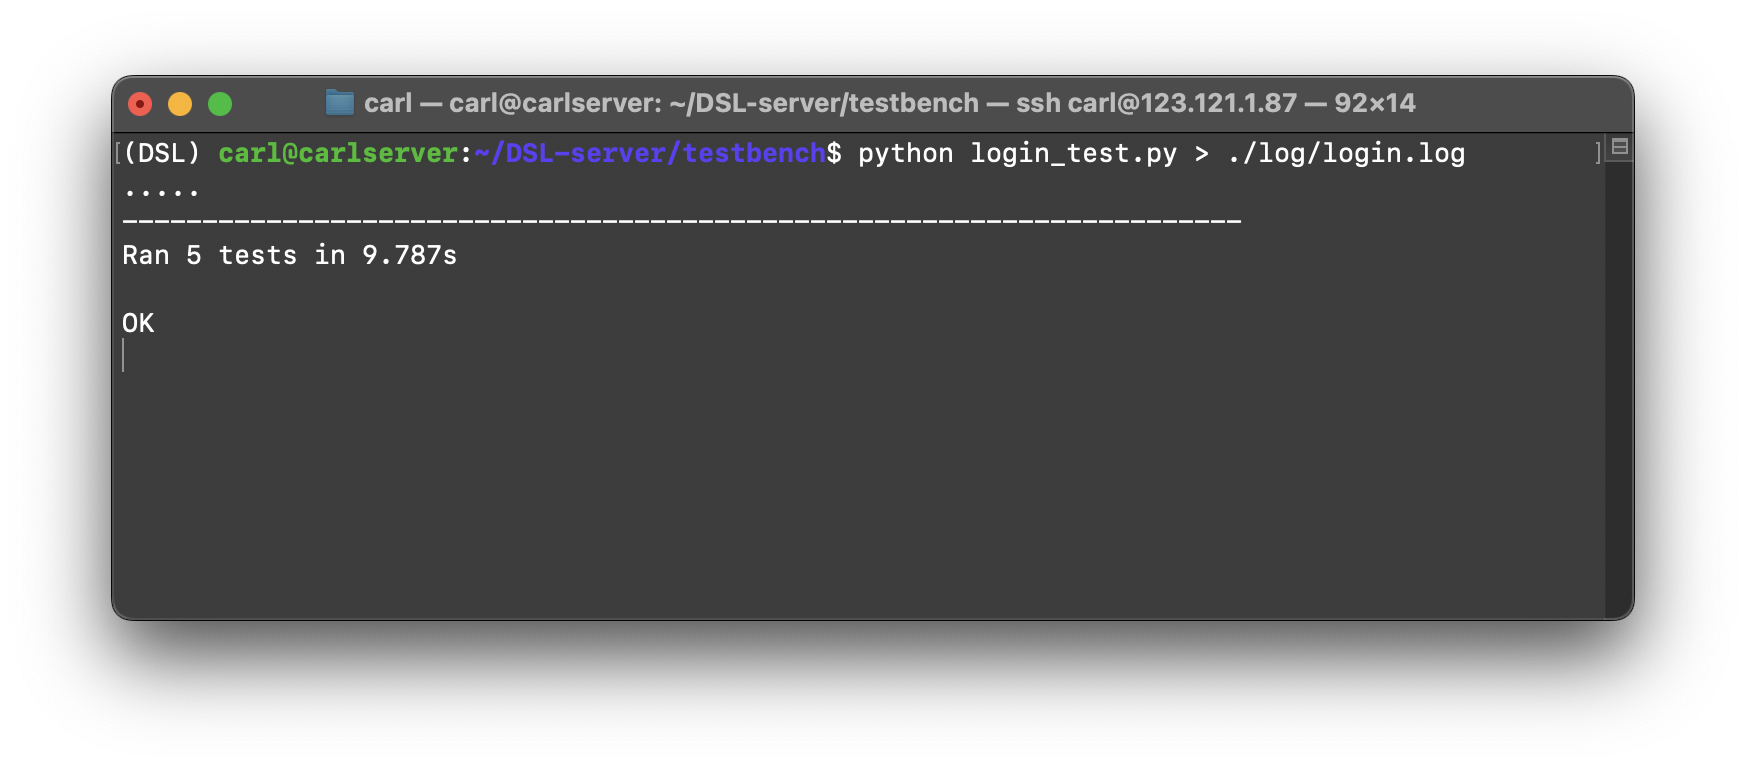 carl — carl@carlserver: ~/DSL-server/testbench — ssh carl@123.121.1.87 — 92×14
[(DSL) carl@carlserver:~/DSL-server/testbench$ python login_test.py > ./log/login.log ]
.....
----------------------------------------------------------------------
Ran 5 tests in 9.787s
OK